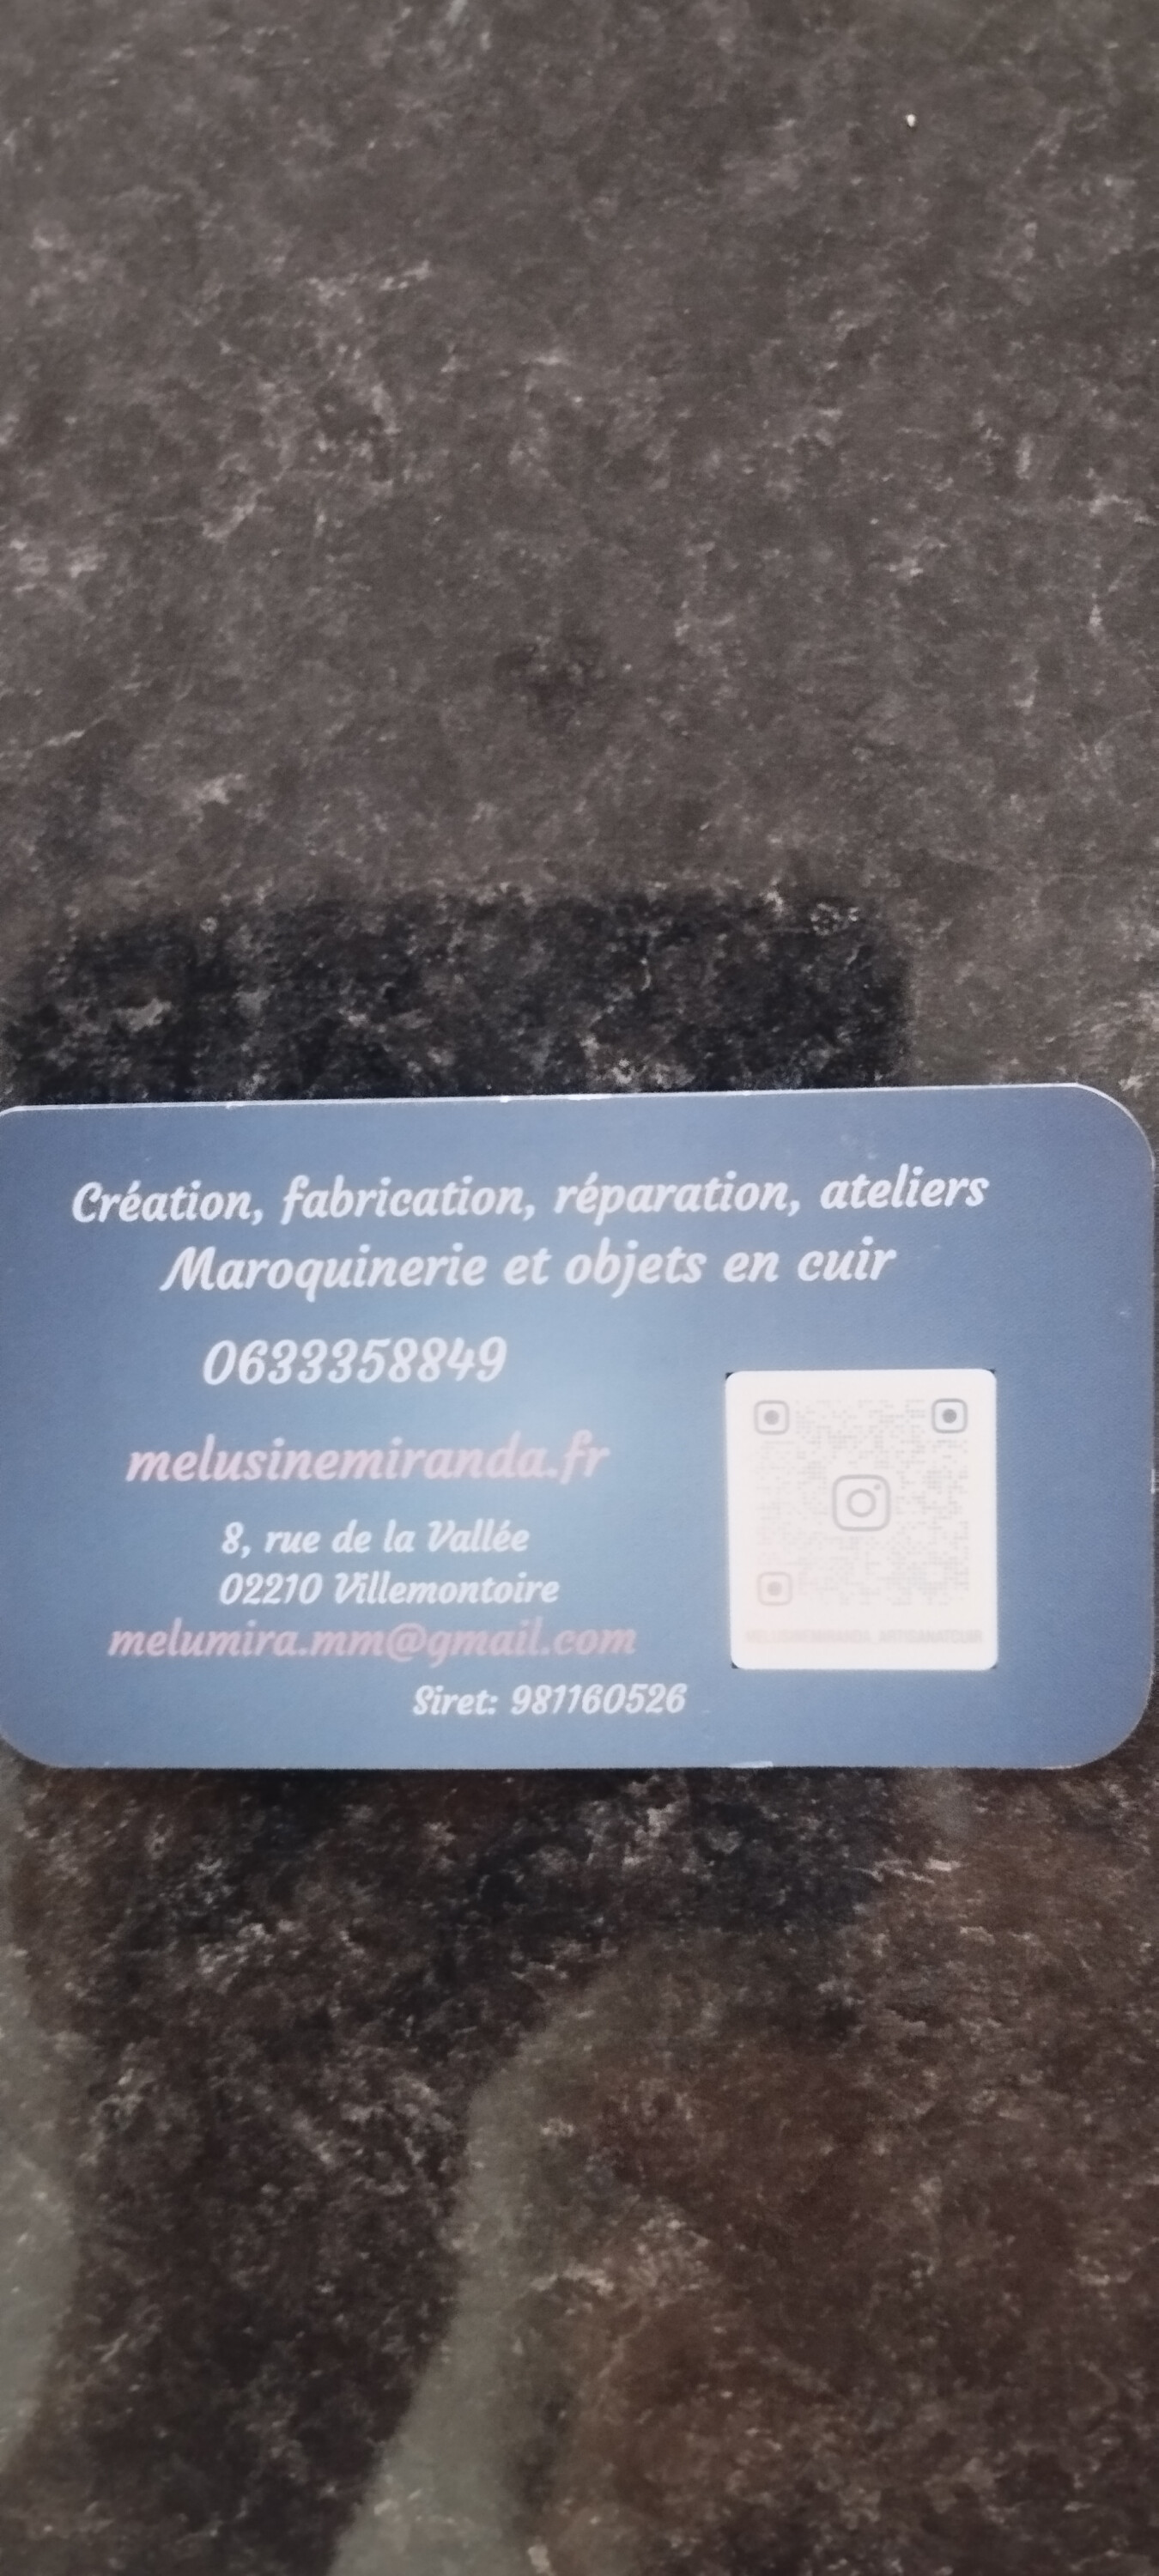 Création, fabrication, réparation, ateliers
Maroquinerie et objets en cuir
0633358849
melusinemiranda.fr
8, rue de la Vallée
02210 Villemontoire
melumira.mm@gmail.com
Siret: 981160526